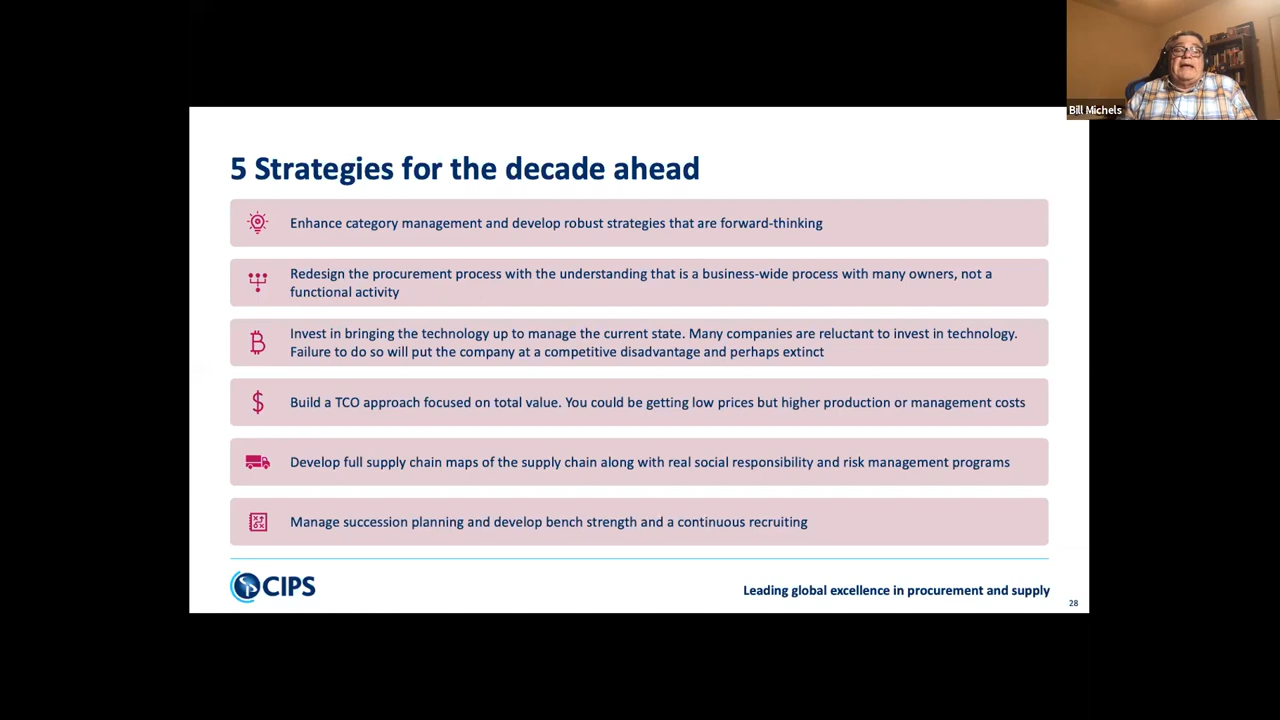 Bill Michels
5 Strategies for the decade ahead
Enhance category management and develop robust strategies that are forward-thinking
Redesign the procurement process with the understanding that is a business-wide process with many owners, not a
functional activity
Invest in bringing the technology up to manage the current state. Many companies are reluctant to invest in technology.
Failure to do so will put the company at a competitive disadvantage and perhaps extinct
Build a TCO approach focused on total value. You could be getting low prices but higher production or management costs
Develop full supply chain maps of the supply chain along with real social responsibility and risk management programs
Manage succession planning and develop bench strength and a continuous recruiting
CIPS
Leading global excellence in procurement and supply
28